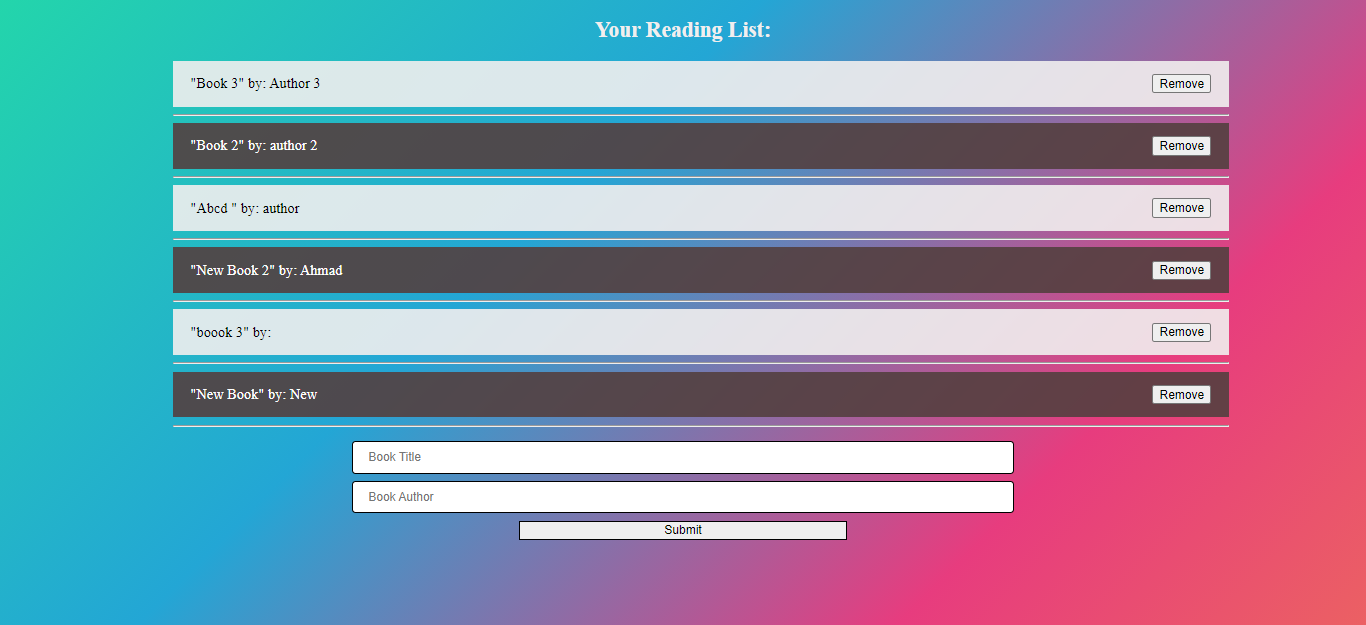 Your Reading List:
"Book 3" by: Author 3 Remove
"Book 2" by: author 2 Remove
"Abcd " by: author Remove
"New Book 2" by: Ahmad Remove
"boook 3" by: Remove
"New Book" by: New Remove
Book Title
Book Author
Submit